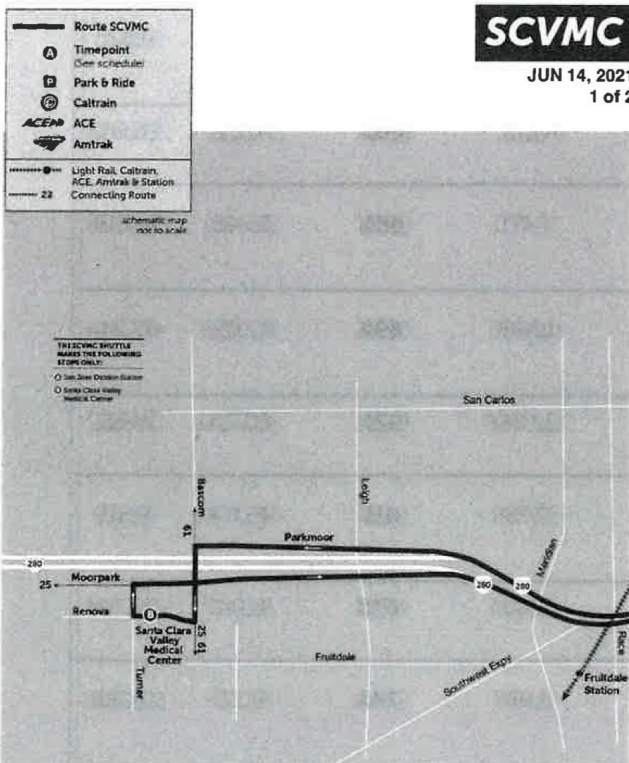 Route SCVMC
A Timepoint
(See schedule)
P Park & Ride
C Caltrain
ACE ACE
Amtrak
Light Rail, Caltrain,
ACE, Amtrak & Station
22 Connecting Route
schematic map
not to scale
SCVMC
JUN 14, 2021
1 of 2
THE SCVMC SHUTTLE
MAKES THE FOLLOWING
STOPS ONLY:
San Jose Diridon Station
Santa Clara Valley
Medical Center
San Carlos
Bascom
61
Leigh
Parkmoor
Meridian
280
25
Moorpark
280
280
Renova
B
Santa Clara
Valley
Medical
Center
25 61
Turner
Fruitdale
Southwest Expy
Race
Fruitdale
Station